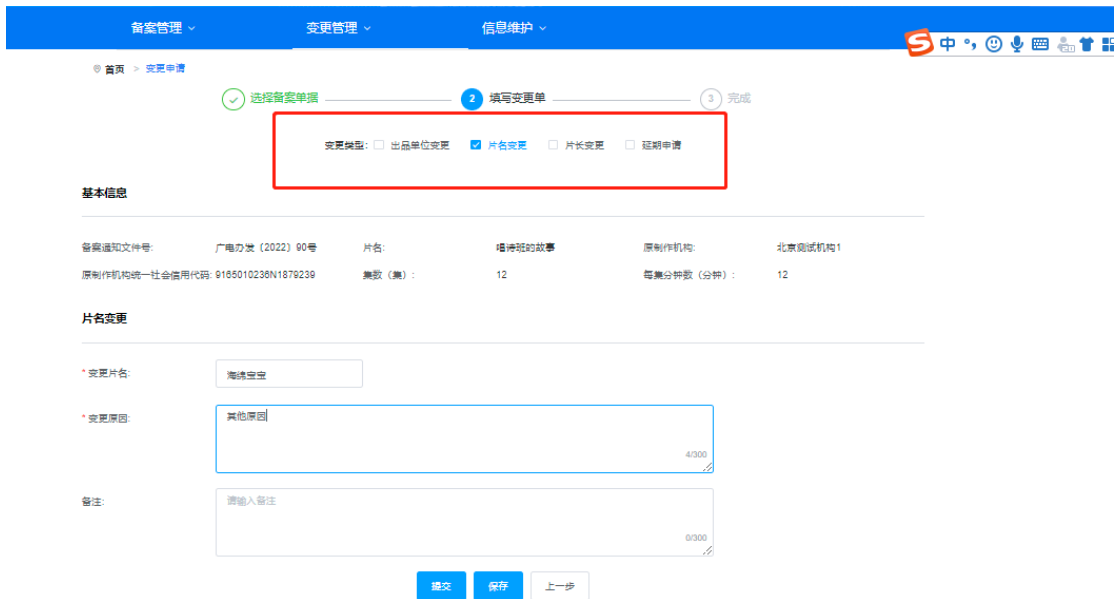 备案管理 变更管理 信息维护
中
首页 > 变更申请
选择备案单据 2 填写变更单 3 完成
变更类型: 出品单位变更 片名变更 片长变更 延期申请
基本信息
备案通知文件号: 广电办发（2022）90号 片名: 唱诗班的故事 原制作机构: 北京测试机构1
原制作机构统一社会信用代码: 9165010236N1879239 集数（集）: 12 每集分钟数（分钟）: 12
片名变更
* 变更片名: 海绵宝宝
* 变更原因: 其他原因
4/300
备注: 请输入备注
0/300
提交 保存 上一步